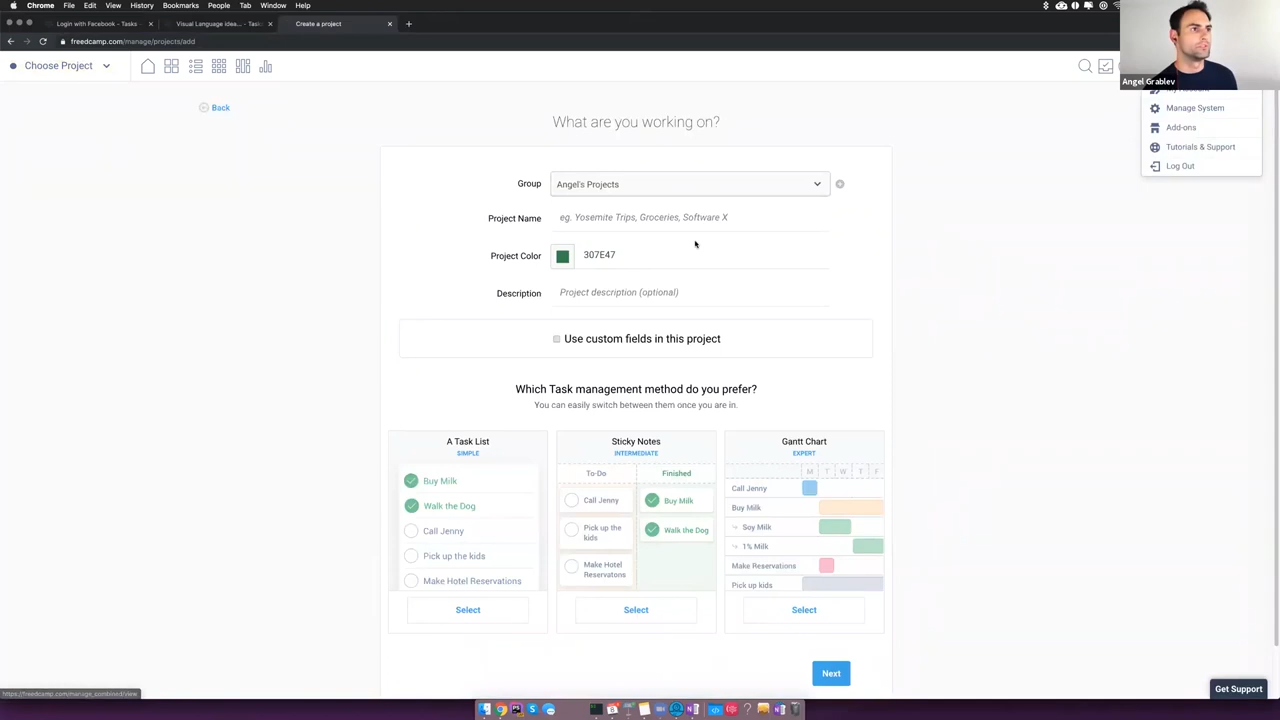 Chrome File Edit View History Bookmarks People Tab Window Help
Login with Facebook - Tasks -
Visual Language idea... - Task
Create a project
freedcamp.com/manage/projects/add
Choose Project
Angel Grablev
My Account
Manage System
Add-ons
Tutorials & Support
Log Out
Back
What are you working on?
Group Angel's Projects
Project Name eg. Yosemite Trips, Groceries, Software X
Project Color 307E47
Description Project description (optional)
Use custom fields in this project
Which Task management method do you prefer?
You can easily switch between them once you are in.
A Task List
SIMPLE
Buy Milk
Walk the Dog
Call Jenny
Pick up the kids
Make Hotel Reservations
Select
Sticky Notes
INTERMEDIATE
To-Do Finished
Call Jenny
Pick up the
kids
Make Hotel
Reservatons
Buy Milk
Walk the Dog
Select
Gantt Chart
EXPERT
M T W T F
Call Jenny
Buy Milk
Soy Milk
1% Milk
Make Reservations
Pick up kids
Select
Next
https://freedcamp.com/manage_combined/view
Get Support